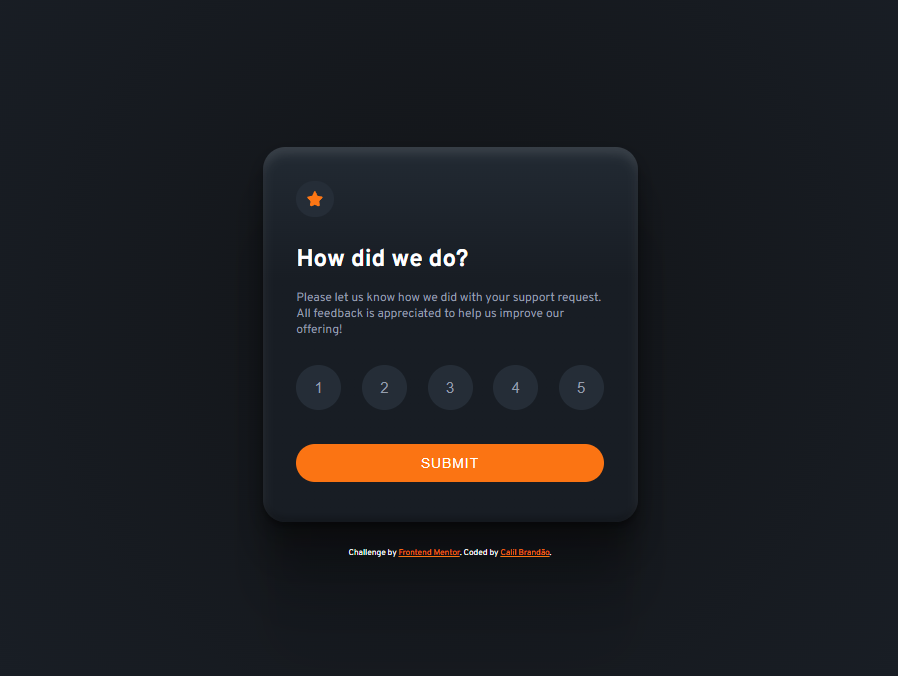 How did we do?
Please let us know how we did with your support request.
All feedback is appreciated to help us improve our
offering!
1 2 3 4 5
SUBMIT
Challenge by Frontend Mentor. Coded by Calil Brandão.